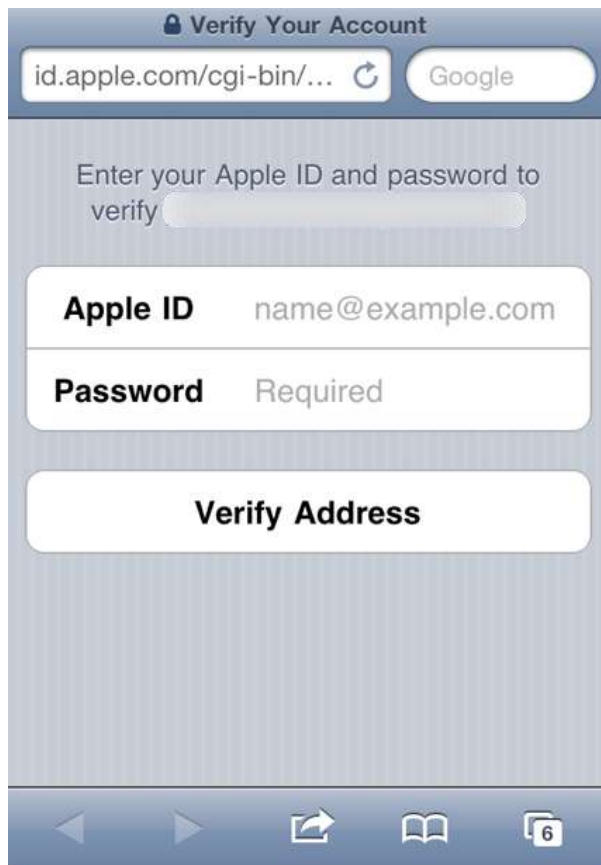 Verify Your Account
id.apple.com/cgi-bin/...
Google
Enter your Apple ID and password to
verify
Apple ID name@example.com
Password Required
Verify Address
6